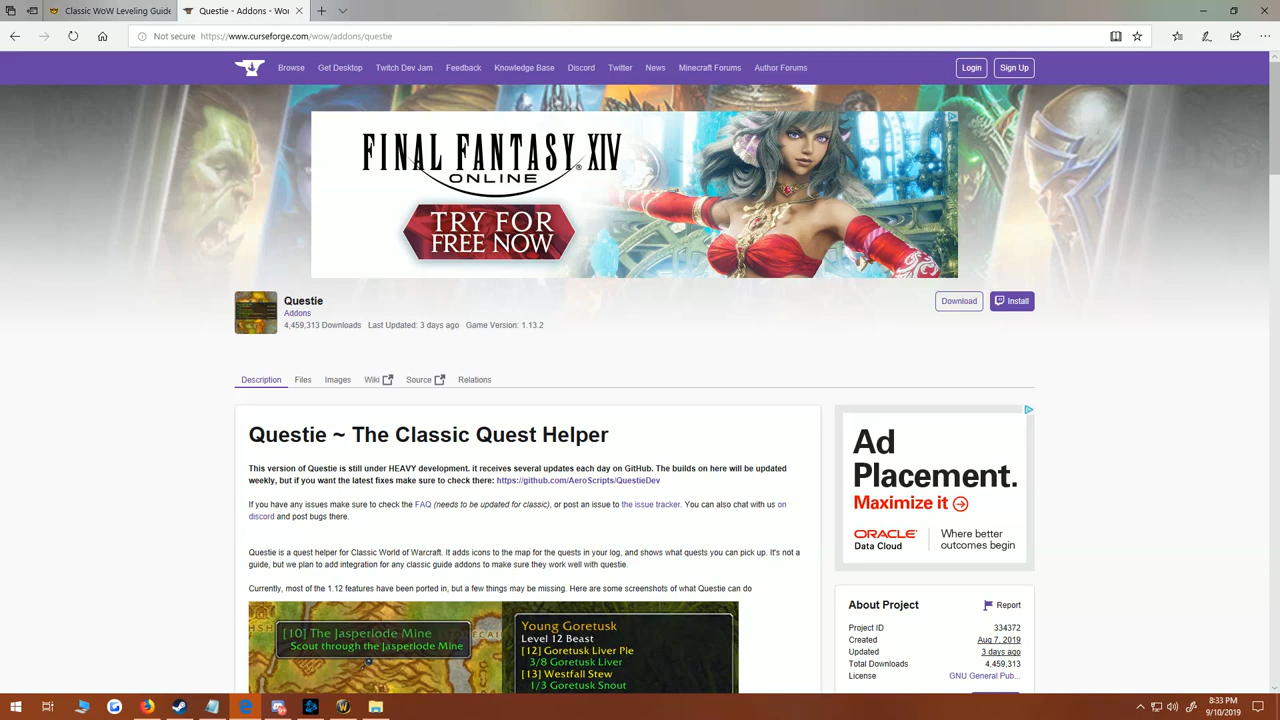 Classic WoW Leveling Guide
Questie - Addons - Wo
Not secure https://www.curseforge.com/wow/addons/questie
Browse Get Desktop Twitch Dev Jam Feedback Knowledge Base Discord Twitter News Minecraft Forums Author Forums Login Sign Up
FINAL FANTASY XIV
ONLINE
TRY FOR
FREE NOW
Questie
Addons
4,459,313 Downloads Last Updated: 3 days ago Game Version: 1.13.2
Download Install
Description Files Images Wiki Source Relations
Questie ~ The Classic Quest Helper
This version of Questie is still under HEAVY development. it receives several updates each day on GitHub. The builds on here will be updated
weekly, but if you want the latest fixes make sure to check there: https://github.com/AeroScripts/QuestieDev
If you have any issues make sure to check the FAQ (needs to be updated for classic), or post an issue to the issue tracker. You can also chat with us on
discord and post bugs there.
Questie is a quest helper for Classic World of Warcraft. It adds icons to the map for the quests in your log, and shows what quests you can pick up. It's not a
guide, but we plan to add integration for any classic guide addons to make sure they work well with questie.
Currently, most of the 1.12 features have been ported in, but a few things may be missing. Here are some screenshots of what Questie can do
[10] The Jasperlode Mine
Scout through the Jasperlode Mine
Young Goretusk
Level 12 Beast
[12] Goretusk Liver Pie
3/8 Goretusk Liver
[13] Westfall Stew
1/3 Goretusk Snout
Ad
Placement.
Maximize it
ORACLE
Data Cloud
Where better
outcomes begin
About Project Report
Project ID 334372
Created Aug 7, 2019
Updated 3 days ago
Total Downloads 4,459,313
License GNU General Pub...
8:33 PM
9/10/2019